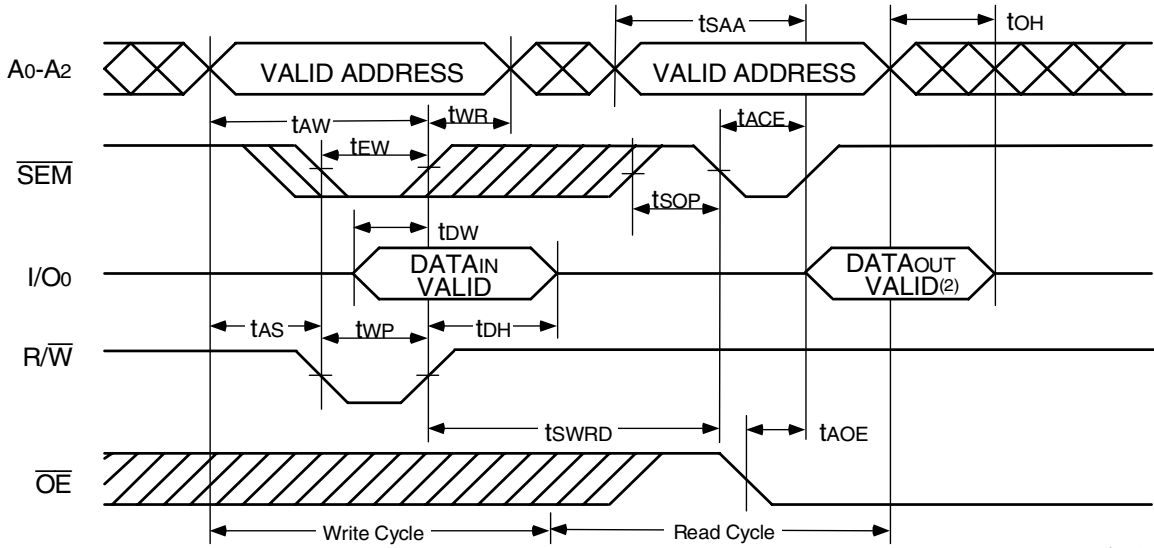 tSAA
tOH
A0-A2
VALID ADDRESS
VALID ADDRESS
tAW
tWR
tACE
tEW
SEM
tSOP
tDW
I/O0
DATAIN
VALID
DATAOUT
VALID(2)
tAS
tWP
tDH
R/W
tSWRD
tAOE
OE
Write Cycle
Read Cycle